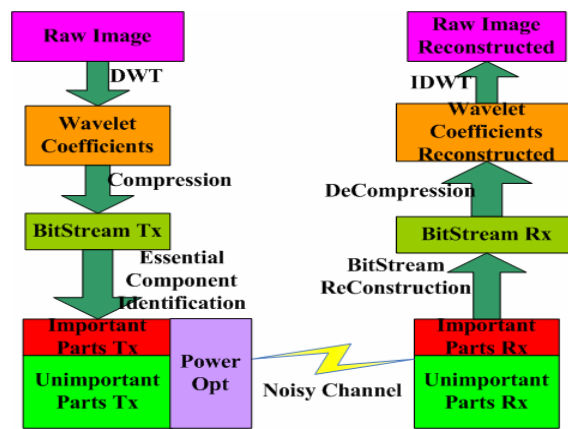 Raw Image
DWT
Wavelet
Coefficients
Compression
BitStream Tx
Essential
Component
Identification
Important
Parts Tx
Unimportant
Parts Tx
Power
Opt
Noisy Channel
Raw Image
Reconstructed
IDWT
Wavelet
Coefficients
Reconstructed
DeCompression
BitStream Rx
BitStream
ReConstruction
Important
Parts Rx
Unimportant
Parts Rx